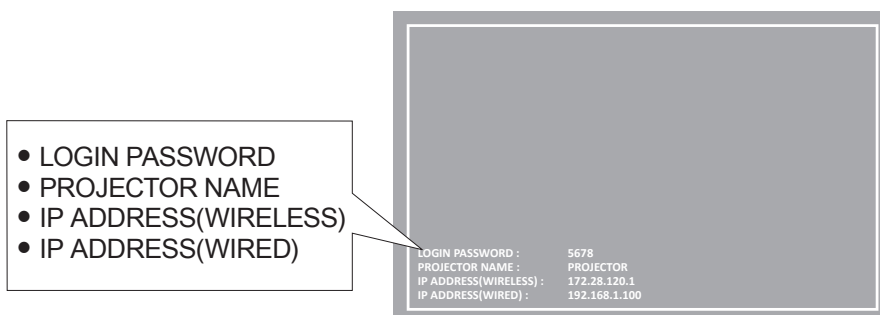 • LOGIN PASSWORD
• PROJECTOR NAME
• IP ADDRESS(WIRELESS)
• IP ADDRESS(WIRED)
LOGIN PASSWORD : 5678
PROJECTOR NAME : PROJECTOR
IP ADDRESS(WIRELESS) : 172.28.120.1
IP ADDRESS(WIRED) : 192.168.1.100